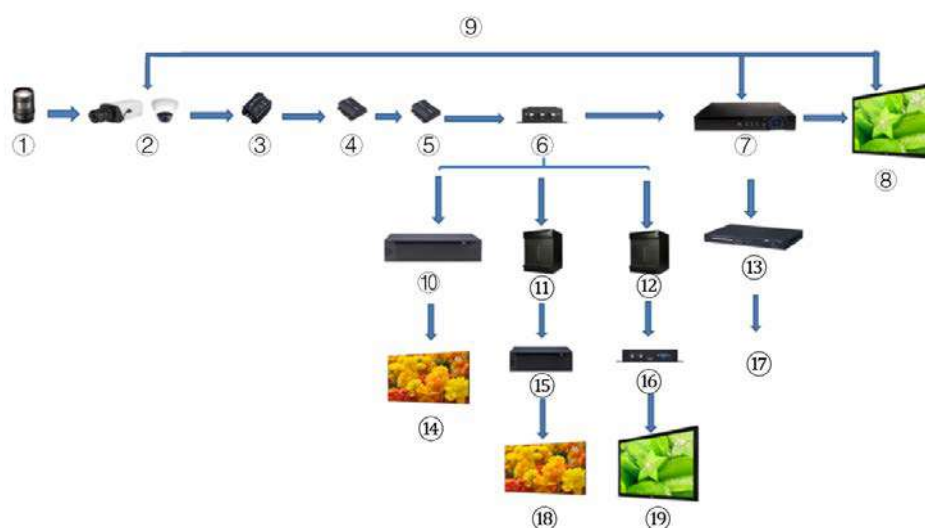 ⑨
① ② ③ ④ ⑤ ⑥ ⑦ ⑧
⑩ ⑪ ⑫ ⑬
⑭ ⑮ ⑯ ⑰
⑱ ⑲